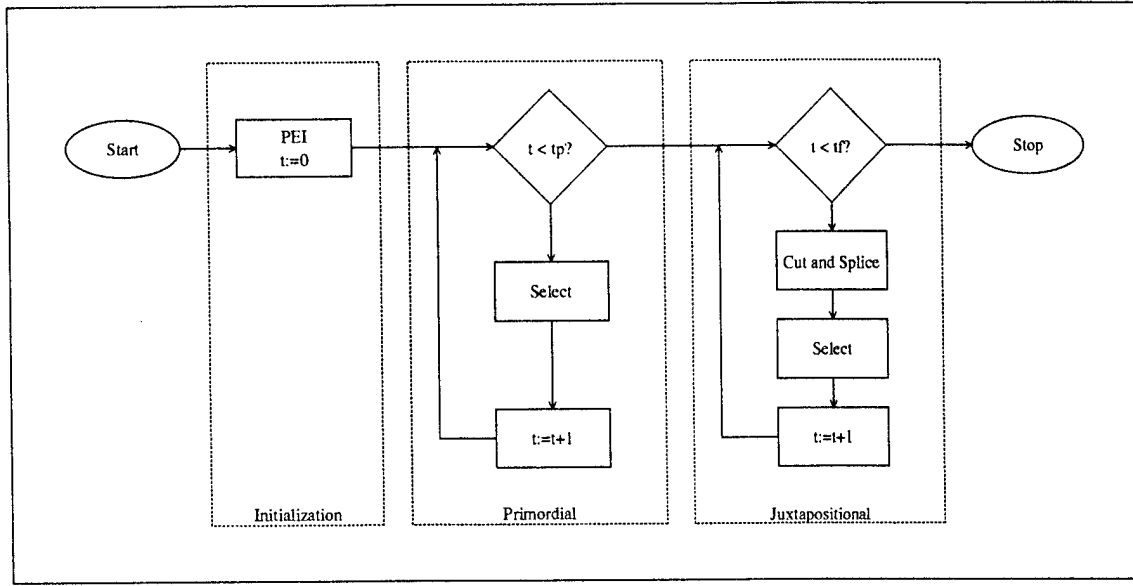 Start
PEI
t:=0
t < tp?
Select
t:=t+1
t < tf?
Cut and Splice
Select
t:=t+1
Stop
Initialization
Primordial
Juxtapositional